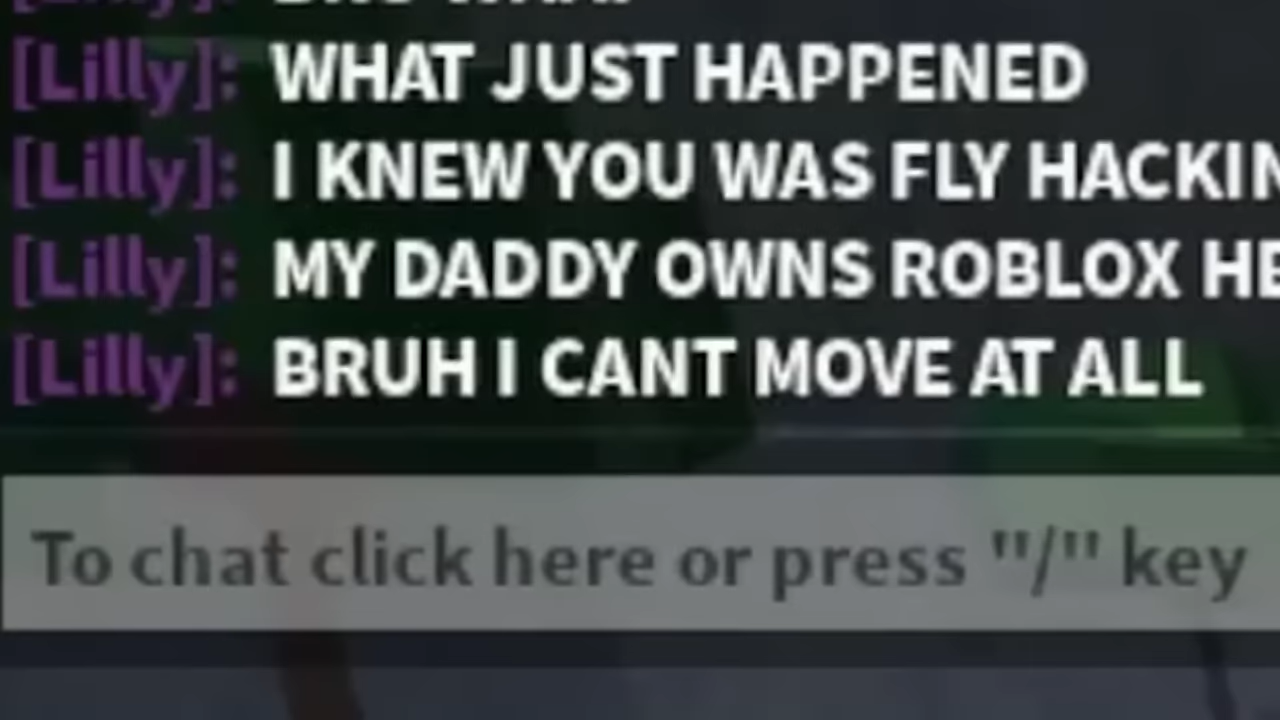 [Lilly]:
[Lilly]: WHAT JUST HAPPENED
[Lilly]: I KNEW YOU WAS FLY HACKIN
[Lilly]: MY DADDY OWNS ROBLOX HE
[Lilly]: BRUH I CANT MOVE AT ALL
To chat click here or press "/" key